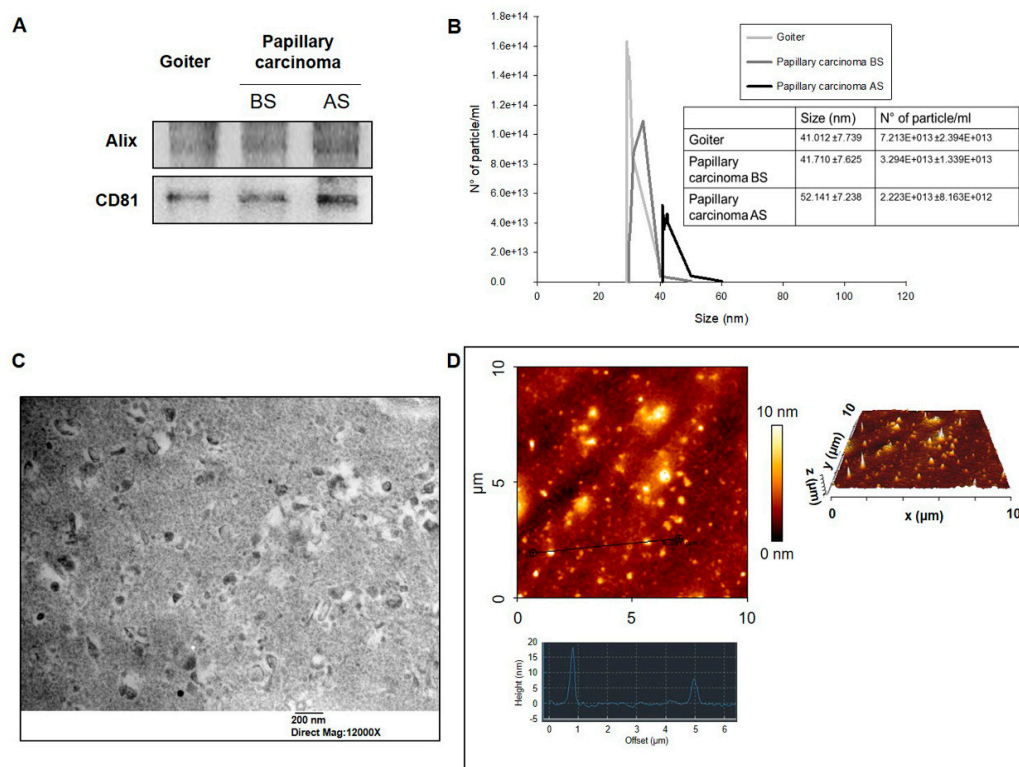 A
Goiter
Papillary
carcinoma
BS
AS
Alix
CD81
B
N° of particle/ml
1.8e+14
1.6e+14
1.4e+14
1.2e+14
1.0e+14
8.0e+13
6.0e+13
4.0e+13
2.0e+13
0.0
0
20
40
60
80
100
120
Size (nm)
Goiter
Papillary carcinoma BS
Papillary carcinoma AS
Size (nm) N° of particle/ml
Goiter 41.012 ±7.739 7.213E+013 ±2.394E+013
Papillary carcinoma BS 41.710 ±7.625 3.294E+013 ±1.339E+013
Papillary carcinoma AS 52.141 ±7.238 2.223E+013 ±8.163E+012
C
200 nm
Direct Mag:12000X
D
10
µm
5
0
0
5
10
10 nm
0 nm
10
y (µm)
z (µm)
0
0
x (µm)
10
20
15
10
5
0
-5
Height (nm)
0
1
2
3
4
5
6
Offset (µm)